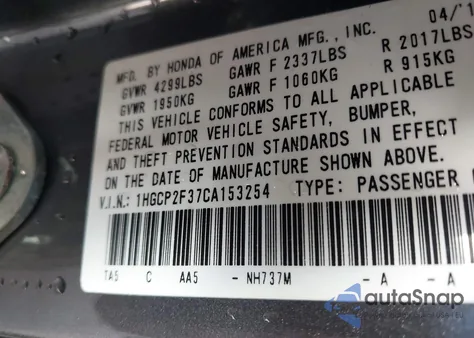 MFD. BY HONDA OF AMERICA MFG., INC. 04/1
GVWR 4299LBS GAWR F 2337LBS R 2017LBS
GVWR 1950KG GAWR F 1060KG R 915KG
THIS VEHICLE CONFORMS TO ALL APPLICABLE
FEDERAL MOTOR VEHICLE SAFETY, BUMPER,
AND THEFT PREVENTION STANDARDS IN EFFECT
ON THE DATE OF MANUFACTURE SHOWN ABOVE.
V.I.N.: 1HGCP2F37CA153254 TYPE: PASSENGER
TA5 C AA5 - NH737M - A - A
autoSnap